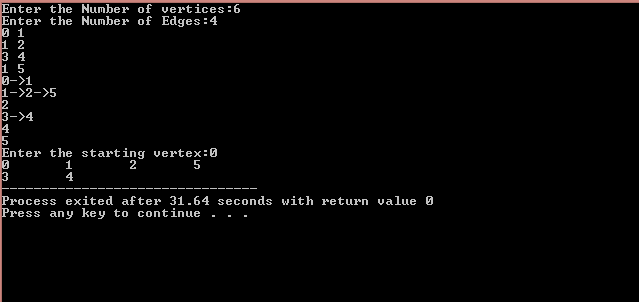 Enter the Number of vertices:6
Enter the Number of Edges:4
0 1
1 2
3 4
1 5
0->1
1->2->5
2
3->4
4
5
Enter the starting vertex:0
0       1       2       5
3       4
--------------------------------
Process exited after 31.64 seconds with return value 0
Press any key to continue . . .